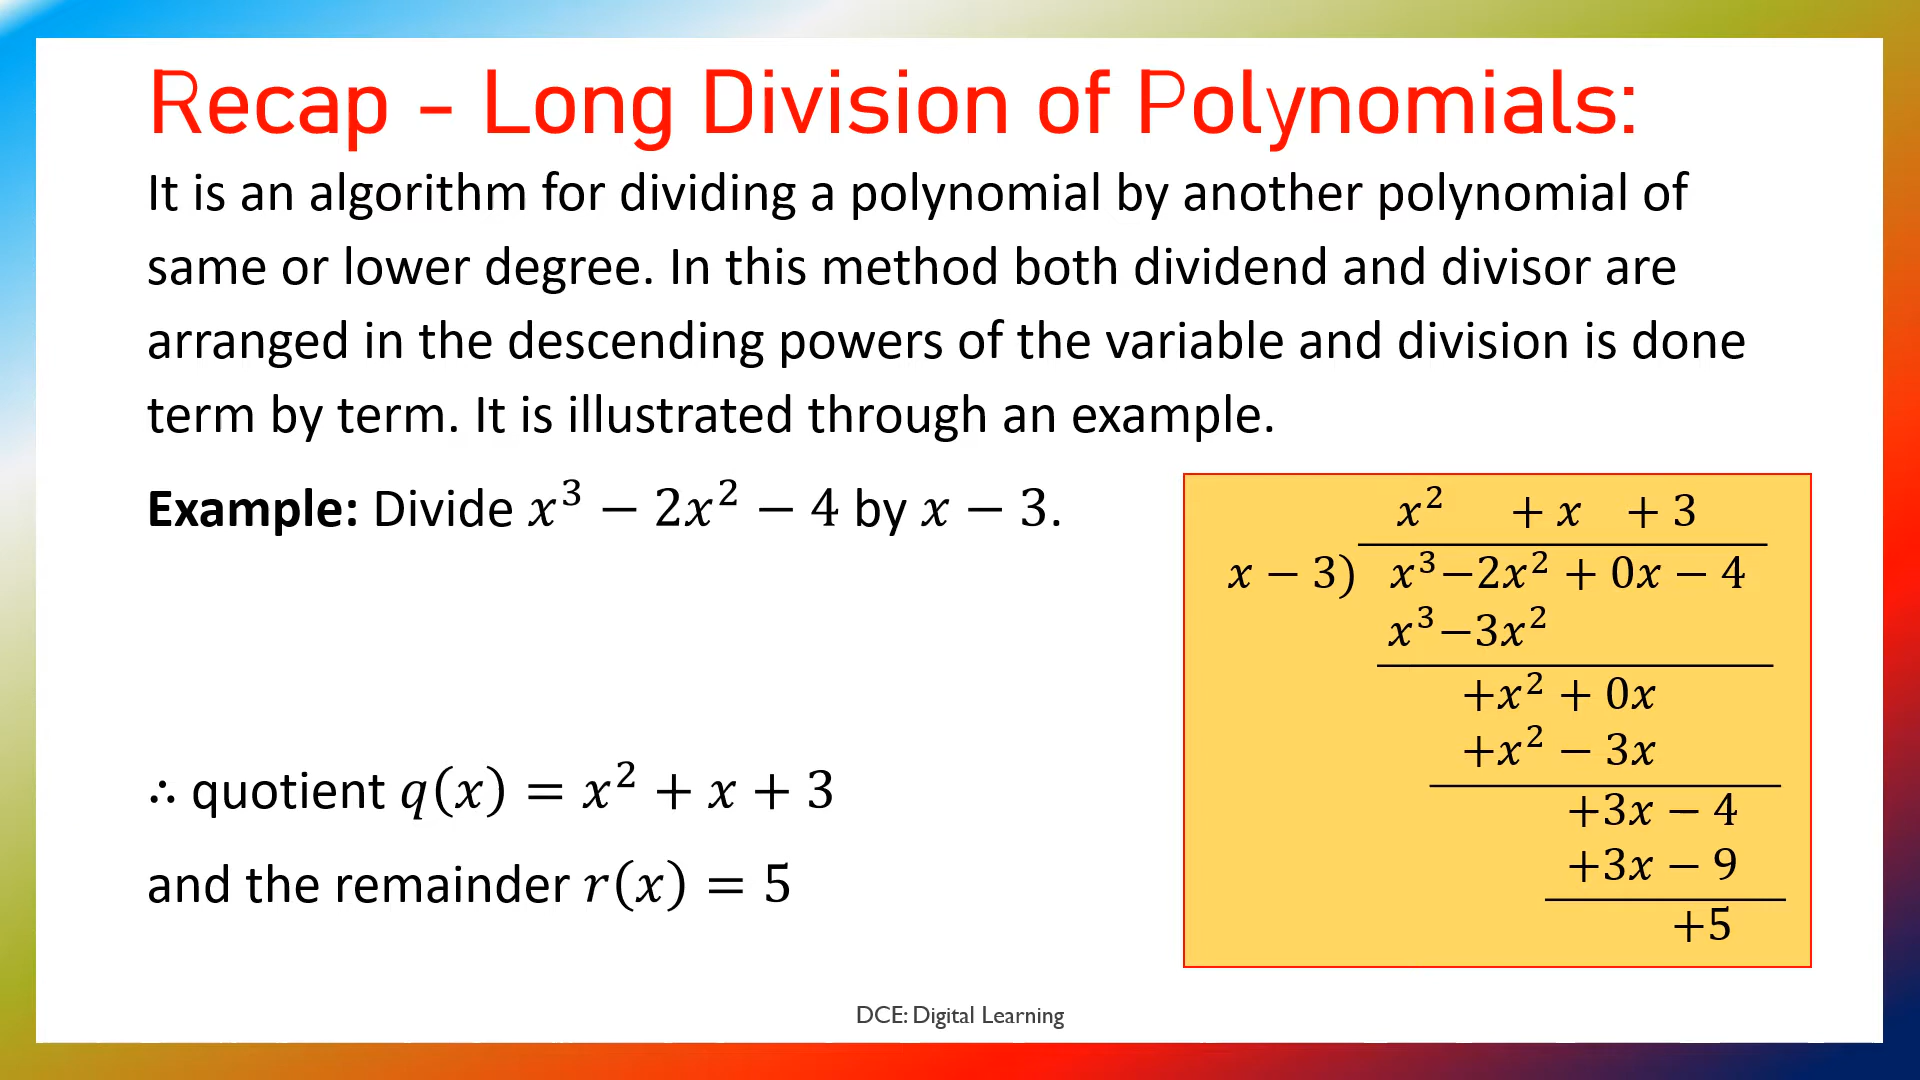 Recap - Long Division of Polynomials:
It is an algorithm for dividing a polynomial by another polynomial of
same or lower degree. In this method both dividend and divisor are
arranged in the descending powers of the variable and division is done
term by term. It is illustrated through an example.
Example: Divide x³ − 2x² − 4 by x − 3.
x² + x + 3
x − 3) x³−2x² + 0x − 4
x³−3x²
+x² + 0x
+x² − 3x
+3x − 4
+3x − 9
+5
∴ quotient q(x) = x² + x + 3
and the remainder r(x) = 5
DCE: Digital Learning